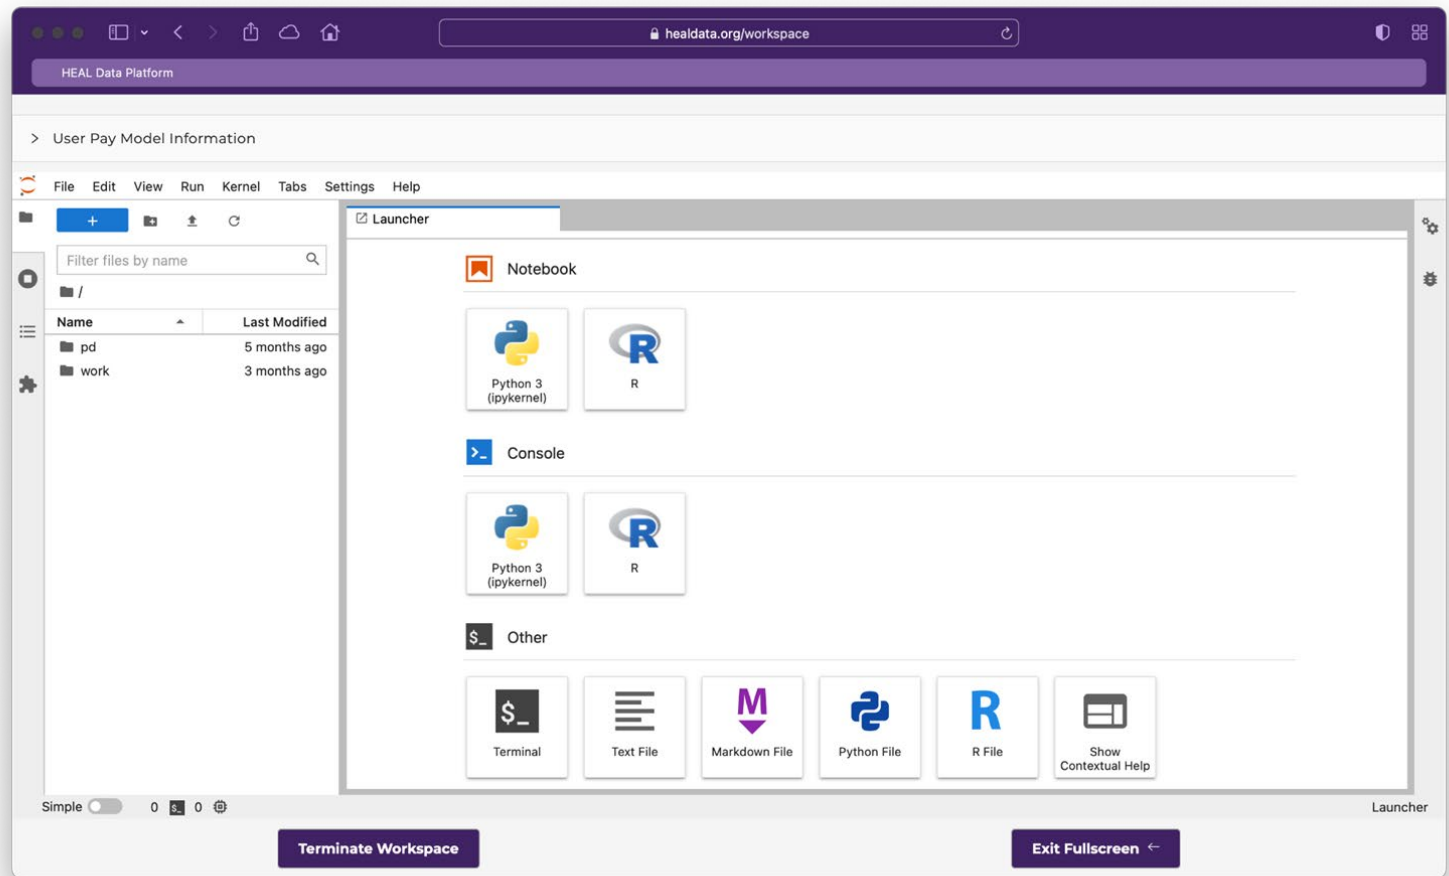 healdata.org/workspace
HEAL Data Platform
User Pay Model Information
File Edit View Run Kernel Tabs Settings Help
+
Launcher
Filter files by name
/
Name Last Modified
pd 5 months ago
work 3 months ago
Notebook
Python 3
(ipykernel)
R
R
>_ Console
Python 3
(ipykernel)
R
R
$_ Other
$_
Terminal
Text File
M
Markdown File
Python File
R
R File
Show
Contextual Help
Simple 0 $_ 0
Launcher
Terminate Workspace
Exit Fullscreen ←